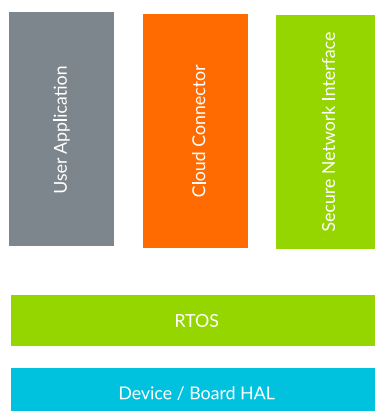 User Application
Cloud Connector
Secure Network Interface
RTOS
Device / Board HAL